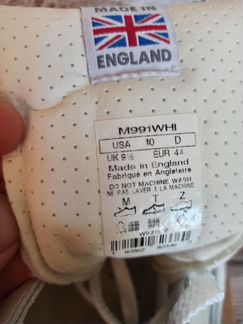 MADE IN
ENGLAND
M991WHI
USA 10 D
UK 9½ EUR 44
Made in England
Fabrique en Angleterre
DO NOT MACHINE WASH
NE PAS LAVER À LA MACHINE
M T Z